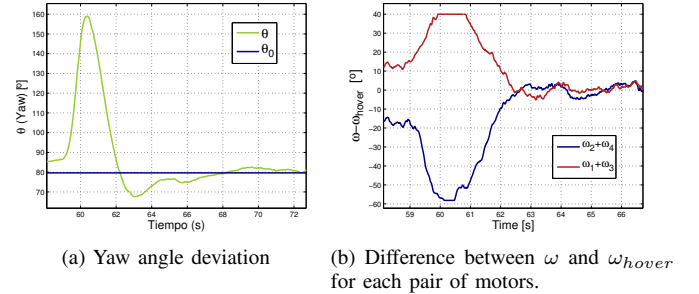 160
150
140
130
120
110
100
90
80
70
θ (Yaw) [º]
60 62 64 66 68 70 72
Tiempo (s)
θ
θ₀
(a) Yaw angle deviation
40
30
20
10
0
−10
−20
−30
−40
−50
−60
ω−ω_hover [º]
59 60 61 62 63 64 65 66
Time [s]
ω₂+ω₄
ω₁+ω₃
(b) Difference between ω and ω_hover
for each pair of motors.